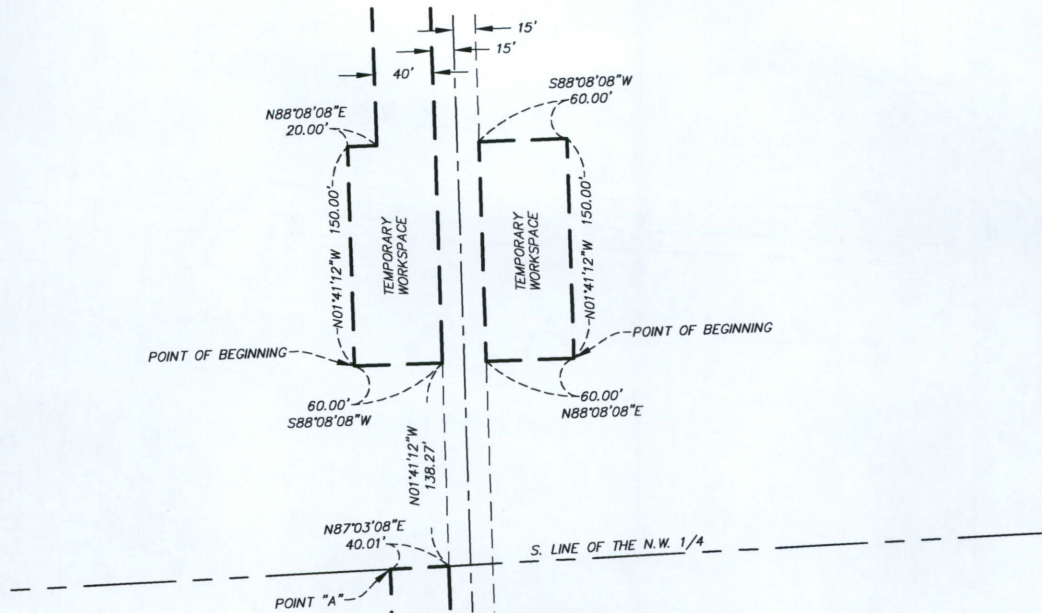 15'
15'
40'
S88°08'08"W
60.00'
N88°08'08"E
20.00'
N01°41'12"W 150.00'
TEMPORARY
WORKSPACE
TEMPORARY
WORKSPACE
N01°41'12"W 150.00'
POINT OF BEGINNING
POINT OF BEGINNING
60.00'
S88°08'08"W
60.00'
N88°08'08"E
N01°41'12"W
138.27'
N87°03'08"E
40.01'
S. LINE OF THE N.W. 1/4
POINT "A"